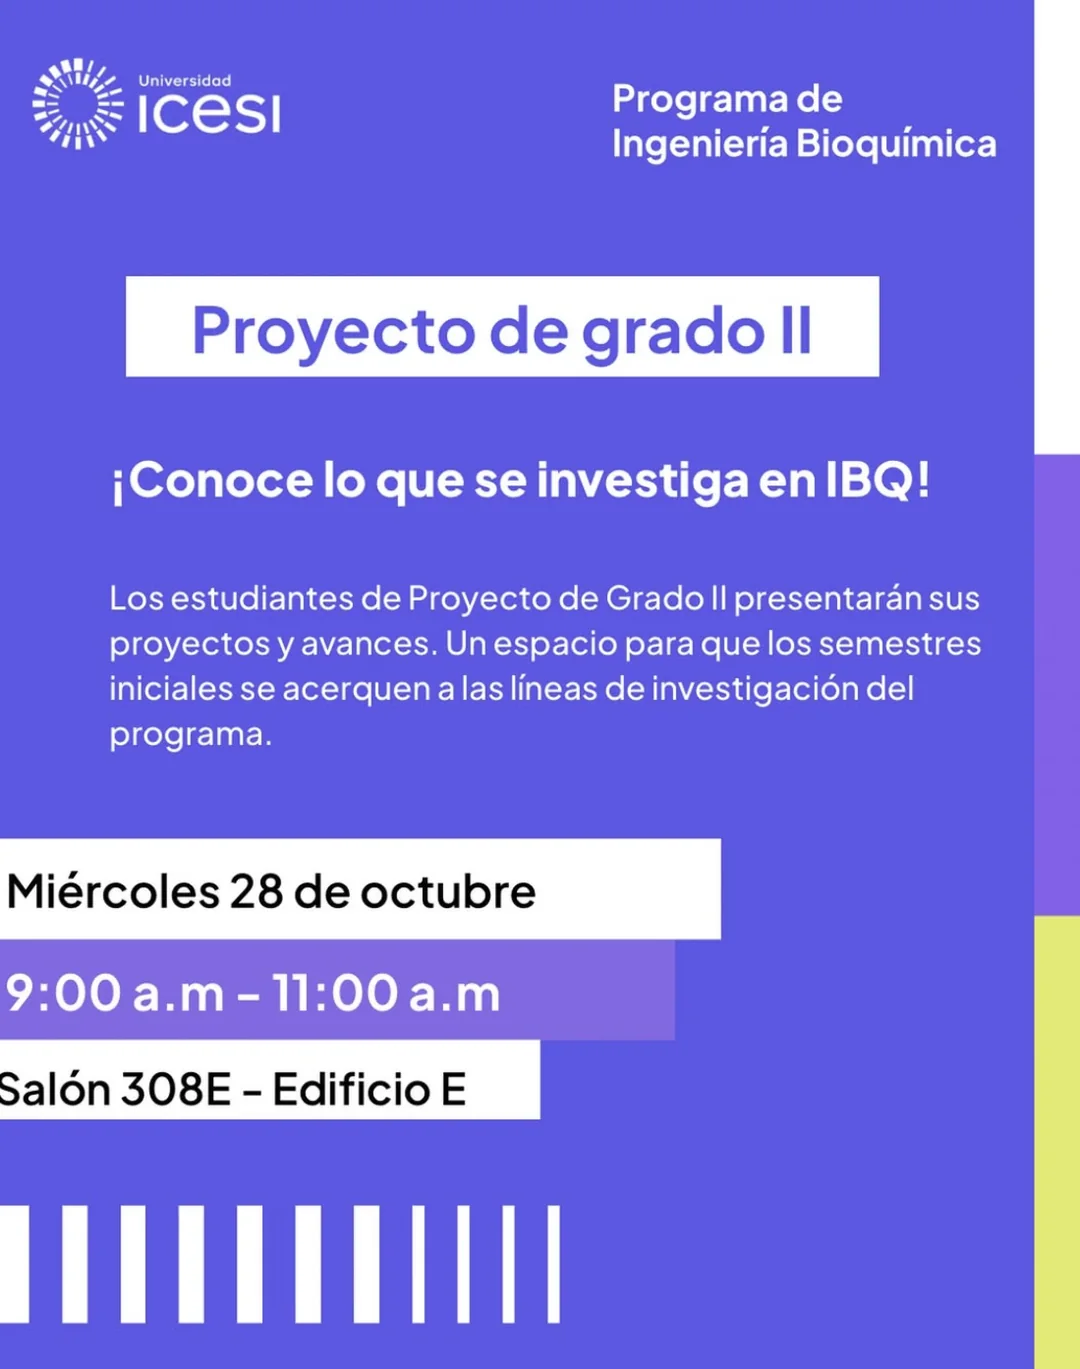 Universidad
ICESI
Programa de
Ingeniería Bioquímica
Proyecto de grado II
¡Conoce lo que se investiga en IBQ!
Los estudiantes de Proyecto de Grado II presentarán sus
proyectos y avances. Un espacio para que los semestres
iniciales se acerquen a las líneas de investigación del
programa.
Miércoles 28 de octubre
9:00 a.m - 11:00 a.m
Salón 308E - Edificio E